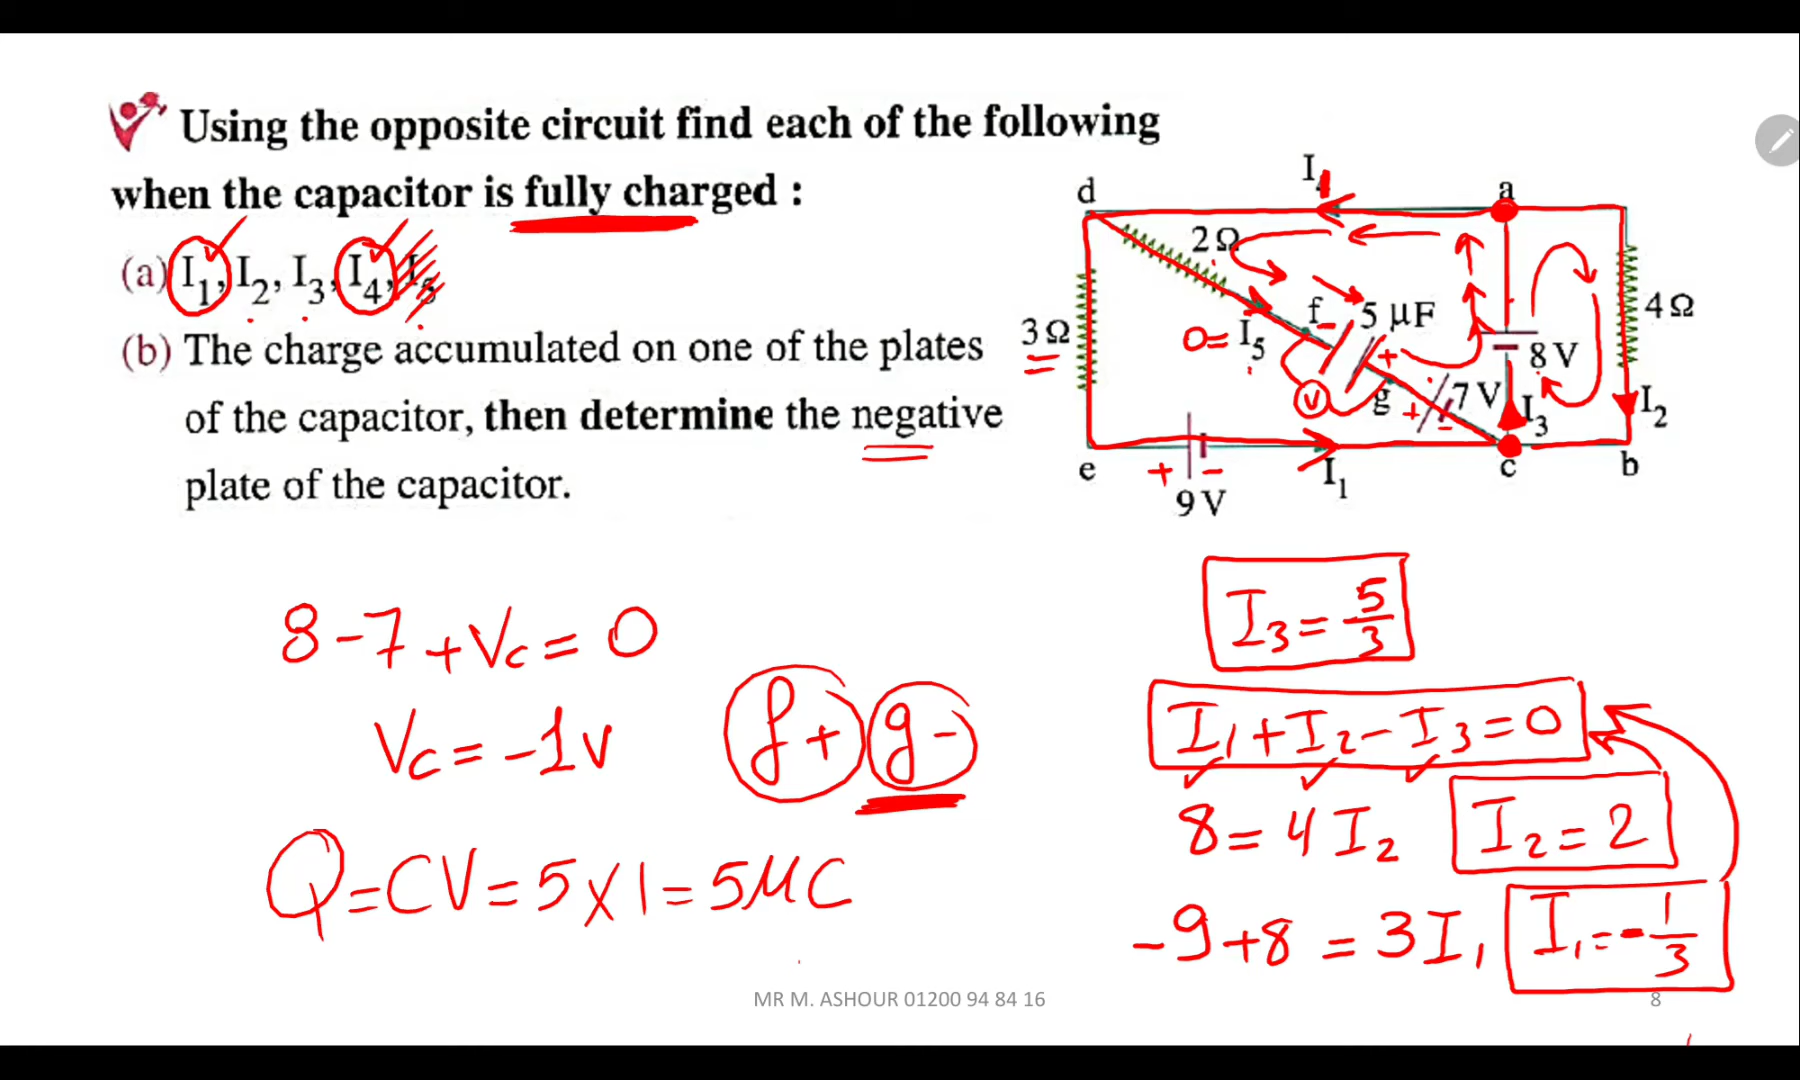 Using the opposite circuit find each of the following
when the capacitor is fully charged :
(a) I₁, I₂, I₃, I₄,
(b) The charge accumulated on one of the plates
of the capacitor, then determine the negative
plate of the capacitor.
d
I
a
2Ω
f
-
5 μF
4Ω
3Ω
0= I₅
+
8 V
V
g
+
7 V
-
I₃
I₂
e
+
-
I₁
c
b
9 V
8-7+Vc=0
Vc=-1v
f+
g-
Q=CV=5X1=5MC
I₃=5/3
I₁+I₂-I₃=0
8=4I₂
I₂=2
-9+8=3I₁
I₁=-1/3
MR M. ASHOUR 01200 94 84 16
8